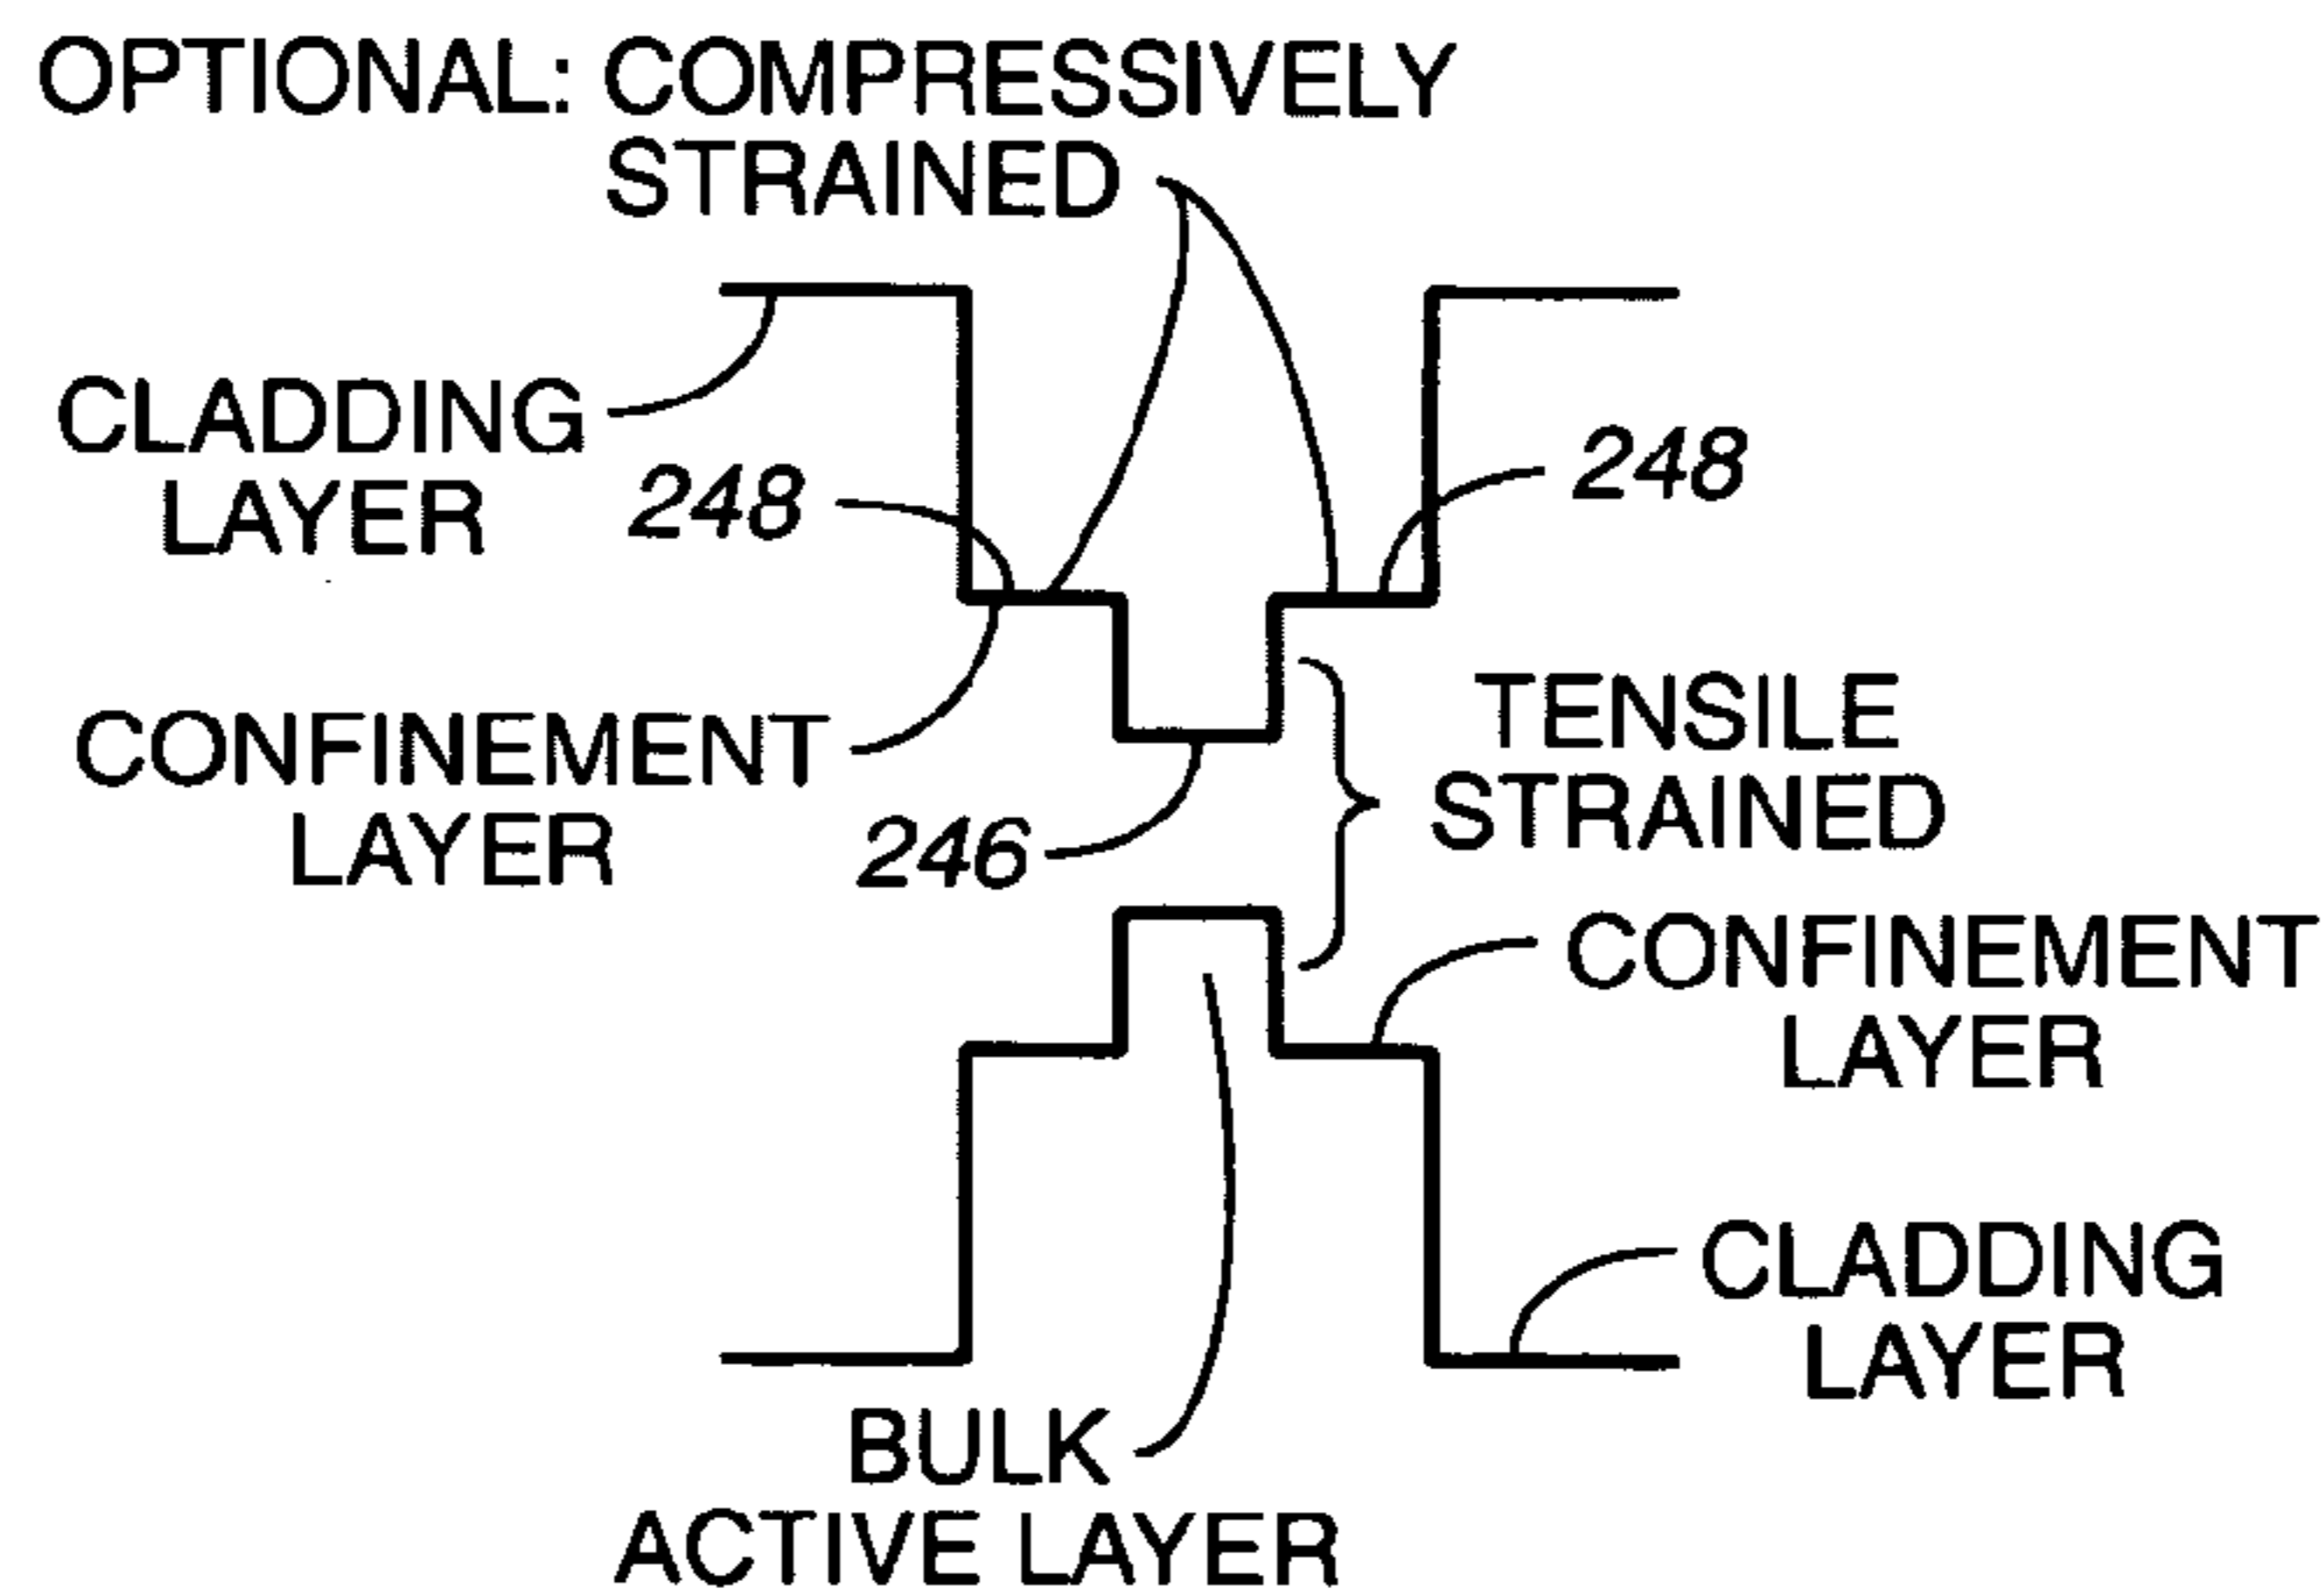 OPTIONAL: COMPRESSIVELY
STRAINED
CLADDING
LAYER
248
248
CONFINEMENT
LAYER
TENSILE
STRAINED
246
CONFINEMENT
LAYER
CLADDING
LAYER
BULK
ACTIVE LAYER